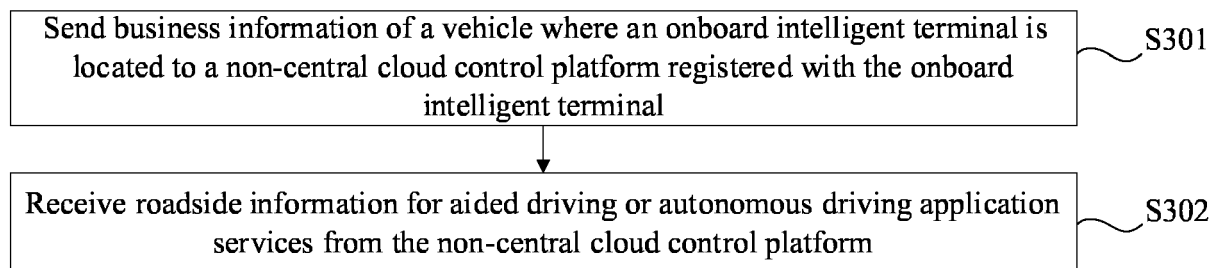 Send business information of a vehicle where an onboard intelligent terminal is
located to a non-central cloud control platform registered with the onboard
intelligent terminal
S301
Receive roadside information for aided driving or autonomous driving application
services from the non-central cloud control platform
S302